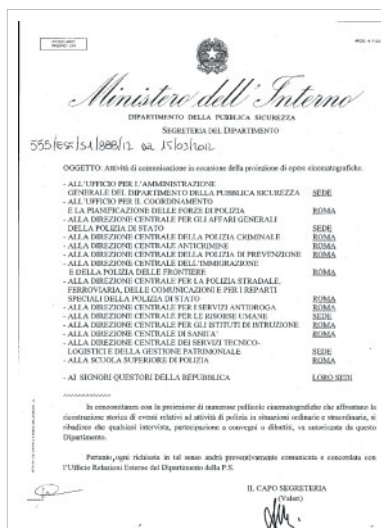 Ministero dell'Interno
DIPARTIMENTO DELLA PUBBLICA SICUREZZA
SEGRETERIA DEL DIPARTIMENTO
15/03/2012
OGGETTO: Attività di comunicazione in occasione della proiezione di opere cinematografiche.
- ALL'UFFICIO PER L'AMMINISTRAZIONE
GENERALE DEL DIPARTIMENTO DELLA PUBBLICA SICUREZZA SEDE
- ALL'UFFICIO PER IL COORDINAMENTO
E LA PIANIFICAZIONE DELLE FORZE DI POLIZIA ROMA
- ALLA DIREZIONE CENTRALE PER GLI AFFARI GENERALI
DELLA POLIZIA DI STATO SEDE
- ALLA DIREZIONE CENTRALE DELLA POLIZIA CRIMINALE ROMA
- ALLA DIREZIONE CENTRALE ANTICRIMINE ROMA
- ALLA DIREZIONE CENTRALE DELLA POLIZIA DI PREVENZIONE ROMA
- ALLA DIREZIONE CENTRALE DELL'IMMIGRAZIONE
E DELLA POLIZIA DELLE FRONTIERE ROMA
- ALLA DIREZIONE CENTRALE PER LA POLIZIA STRADALE,
FERROVIARIA, DELLE COMUNICAZIONI E PER I REPARTI
SPECIALI DELLA POLIZIA DI STATO ROMA
- ALLA DIREZIONE CENTRALE PER I SERVIZI ANTIDROGA ROMA
- ALLA DIREZIONE CENTRALE PER LE RISORSE UMANE SEDE
- ALLA DIREZIONE CENTRALE PER GLI ISTITUTI DI ISTRUZIONE ROMA
- ALLA DIREZIONE CENTRALE DI SANITA' ROMA
- ALLA DIREZIONE CENTRALE DEI SERVIZI TECNICO-
LOGISTICI E DELLA GESTIONE PATRIMONIALE SEDE
- ALLA SCUOLA SUPERIORE DI POLIZIA ROMA
- AI SIGNORI QUESTORI DELLA REPUBBLICA LORO SEDI
In concomitanza con la proiezione di numerose pellicole cinematografiche che affrontano la
ricostruzione storica di eventi relativi ad attività di polizia in situazioni ordinarie e straordinarie, si
ribadisce che qualsiasi intervista, partecipazione a convegni o dibattiti, va autorizzata da questo
Dipartimento.
Pertanto, ogni richiesta in tal senso andrà preventivamente comunicata e concordata con
l'Ufficio Relazioni Esterne del Dipartimento della P.S.
IL CAPO SEGRETERIA
(Valeri)